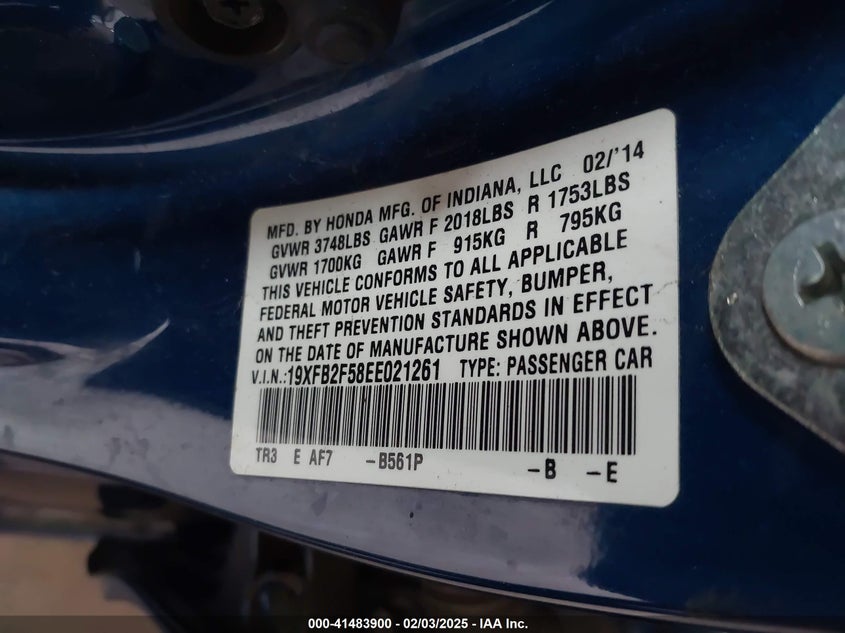 MFD. BY HONDA MFG. OF INDIANA, LLC 02/'14
GVWR 3748LBS GAWR F 2018LBS R 1753LBS
GVWR 1700KG GAWR F 915KG R 795KG
THIS VEHICLE CONFORMS TO ALL APPLICABLE
FEDERAL MOTOR VEHICLE SAFETY, BUMPER,
AND THEFT PREVENTION STANDARDS IN EFFECT
ON THE DATE OF MANUFACTURE SHOWN ABOVE.
V.I.N.:19XFB2F58EE021261 TYPE: PASSENGER CAR
TR3 E AF7 -B561P -B -E
000-41483900 - 02/03/2025 - IAA Inc.